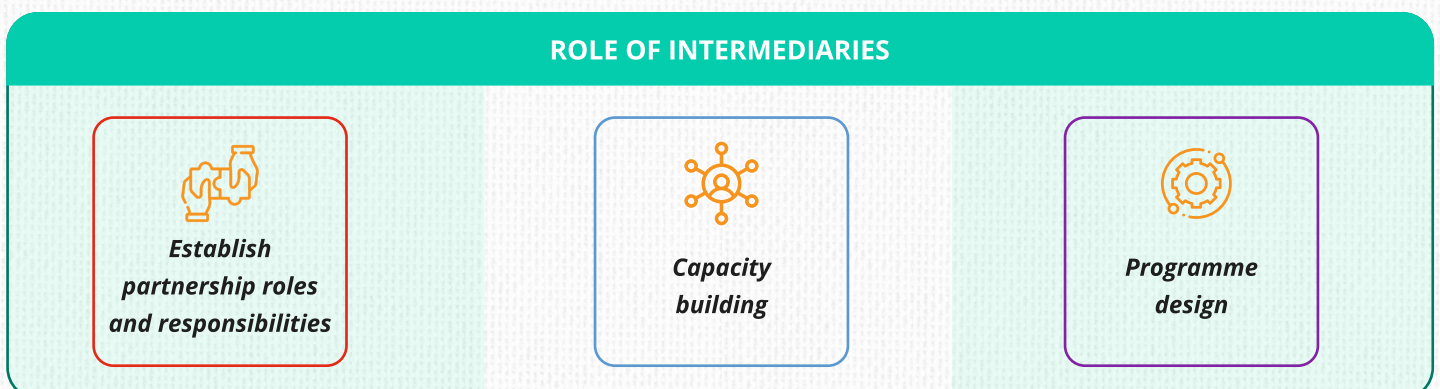 ROLE OF INTERMEDIARIES
Establish
partnership roles
and responsibilities
Capacity
building
Programme
design